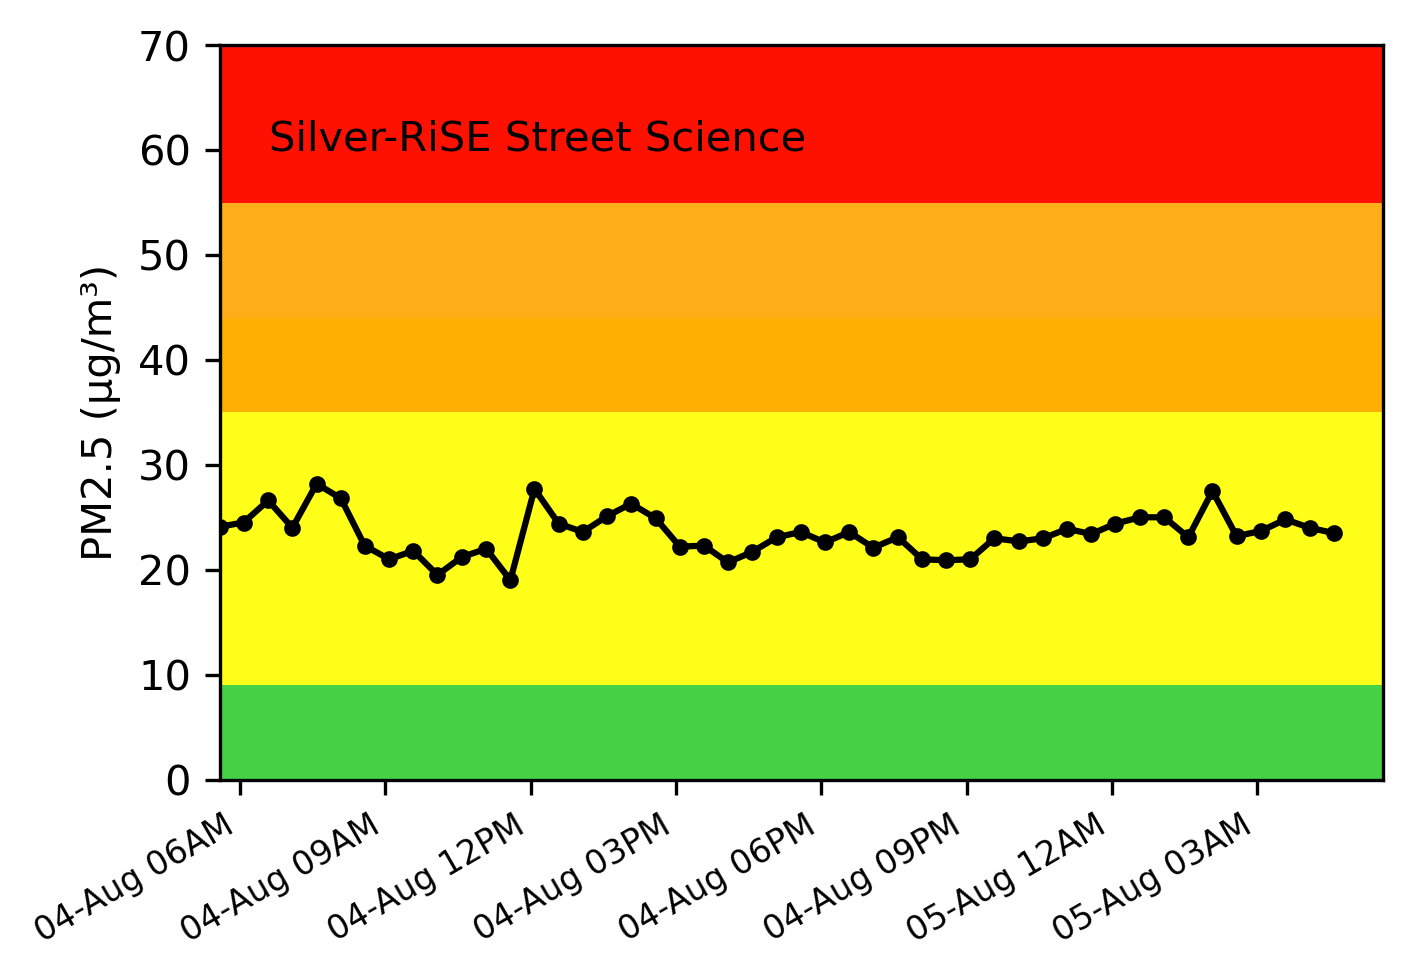 70
Silver-RiSE Street Science
60
50
40
30
20
10
0
PM2.5 (µg/m³)
04-Aug 06AM
04-Aug 09AM
04-Aug 12PM
04-Aug 03PM
04-Aug 06PM
04-Aug 09PM
05-Aug 12AM
05-Aug 03AM